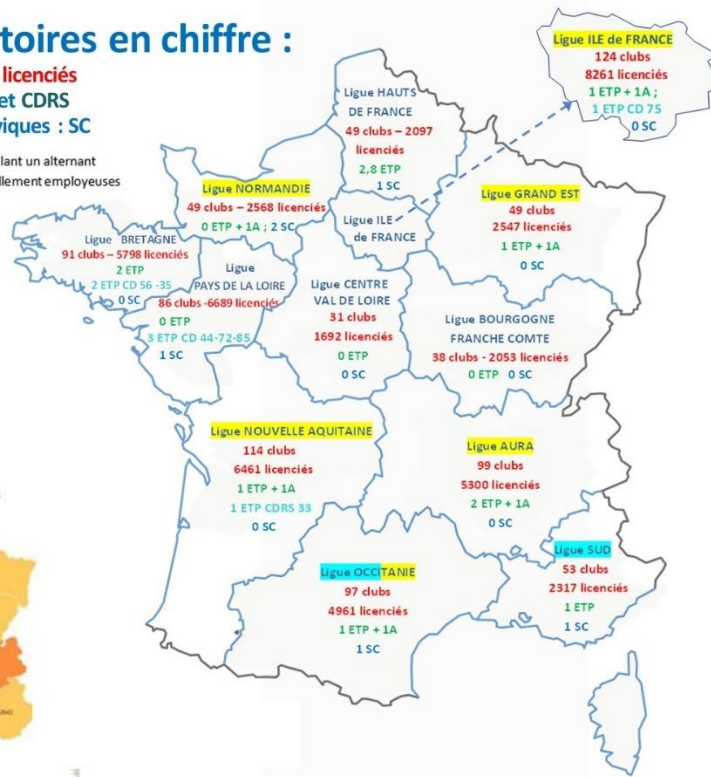 toires en chiffre :
licenciés
et CDRS
viques : SC
lant un alternant
llement employeuses
Ligue ILE de FRANCE
124 clubs
8261 licenciés
1 ETP + 1A ;
1 ETP CD 75
0 SC
Ligue HAUTS
DE FRANCE
49 clubs – 2097
licenciés
2,8 ETP
1 SC
Ligue NORMANDIE
49 clubs – 2568 licenciés
0 ETP + 1A ; 2 SC
Ligue ILE
de FRANCE
Ligue GRAND EST
49 clubs
2547 licenciés
1 ETP + 1A
0 SC
Ligue BRETAGNE
91 clubs – 5798 licenciés
2 ETP
2 ETP CD 56 -35
0 SC
Ligue
PAYS DE LA LOIRE
86 clubs -6689 licenciés
0 ETP
3 ETP CD 44-72-85
1 SC
Ligue CENTRE
VAL DE LOIRE
31 clubs
1692 licenciés
0 ETP
0 SC
Ligue BOURGOGNE
FRANCHE COMTE
38 clubs - 2053 licenciés
0 ETP 0 SC
Ligue NOUVELLE AQUITAINE
114 clubs
6461 licenciés
1 ETP + 1A
1 ETP CDRS 33
0 SC
Ligue AURA
99 clubs
5300 licenciés
2 ETP + 1A
0 SC
Ligue OCCITANIE
97 clubs
4961 licenciés
1 ETP + 1A
1 SC
Ligue SUD
53 clubs
2317 licenciés
1 ETP
1 SC